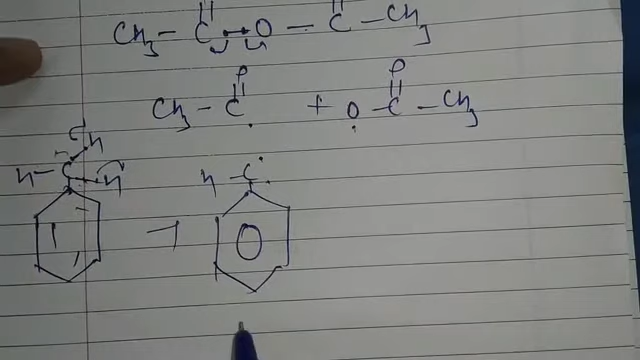 CH3 - C - O - C - CH3
O O
CH3 - C + O - C - CH3
H H
H - C - H H - C